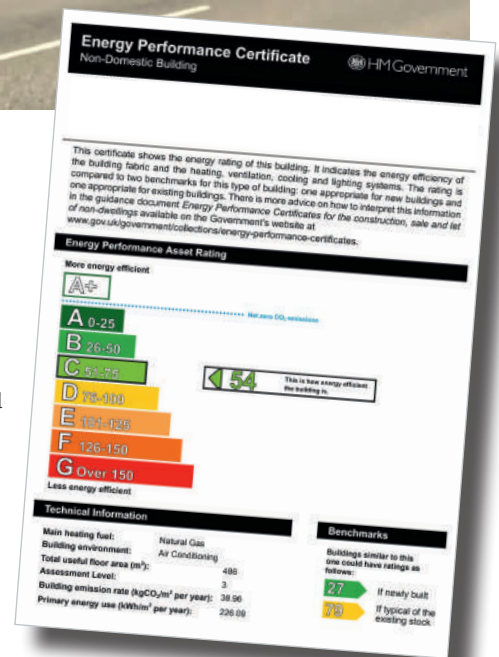 Energy Performance Certificate
Non-Domestic Building
HM Government
This certificate shows the energy rating of this building. It indicates the energy efficiency of
the building fabric and the heating, ventilation, cooling and lighting systems. The rating is
compared to two benchmarks for this type of building: one appropriate for new buildings and
one appropriate for existing buildings. There is more advice on how to interpret this information
in the guidance document Energy Performance Certificates for the construction, sale and let
of non-dwellings available on the Government's website at
www.gov.uk/government/collections/energy-performance-certificates.
Energy Performance Asset Rating
More energy efficient
A+
Net zero CO₂ emissions
A 0-25
B 26-50
C 51-75
54
This is how energy efficient
the building is.
D 76-100
E 101-125
F 126-150
G Over 150
Less energy efficient
Technical Information
Main heating fuel: Natural Gas
Building environment: Air Conditioning
Total useful floor area (m²): 486
Assessment Level: 3
Building emission rate (kgCO₂/m² per year): 38.96
Primary energy use (kWh/m² per year): 226.09
Benchmarks
Buildings similar to this
one could have ratings as
follows:
27 If newly built
79 If typical of the
existing stock